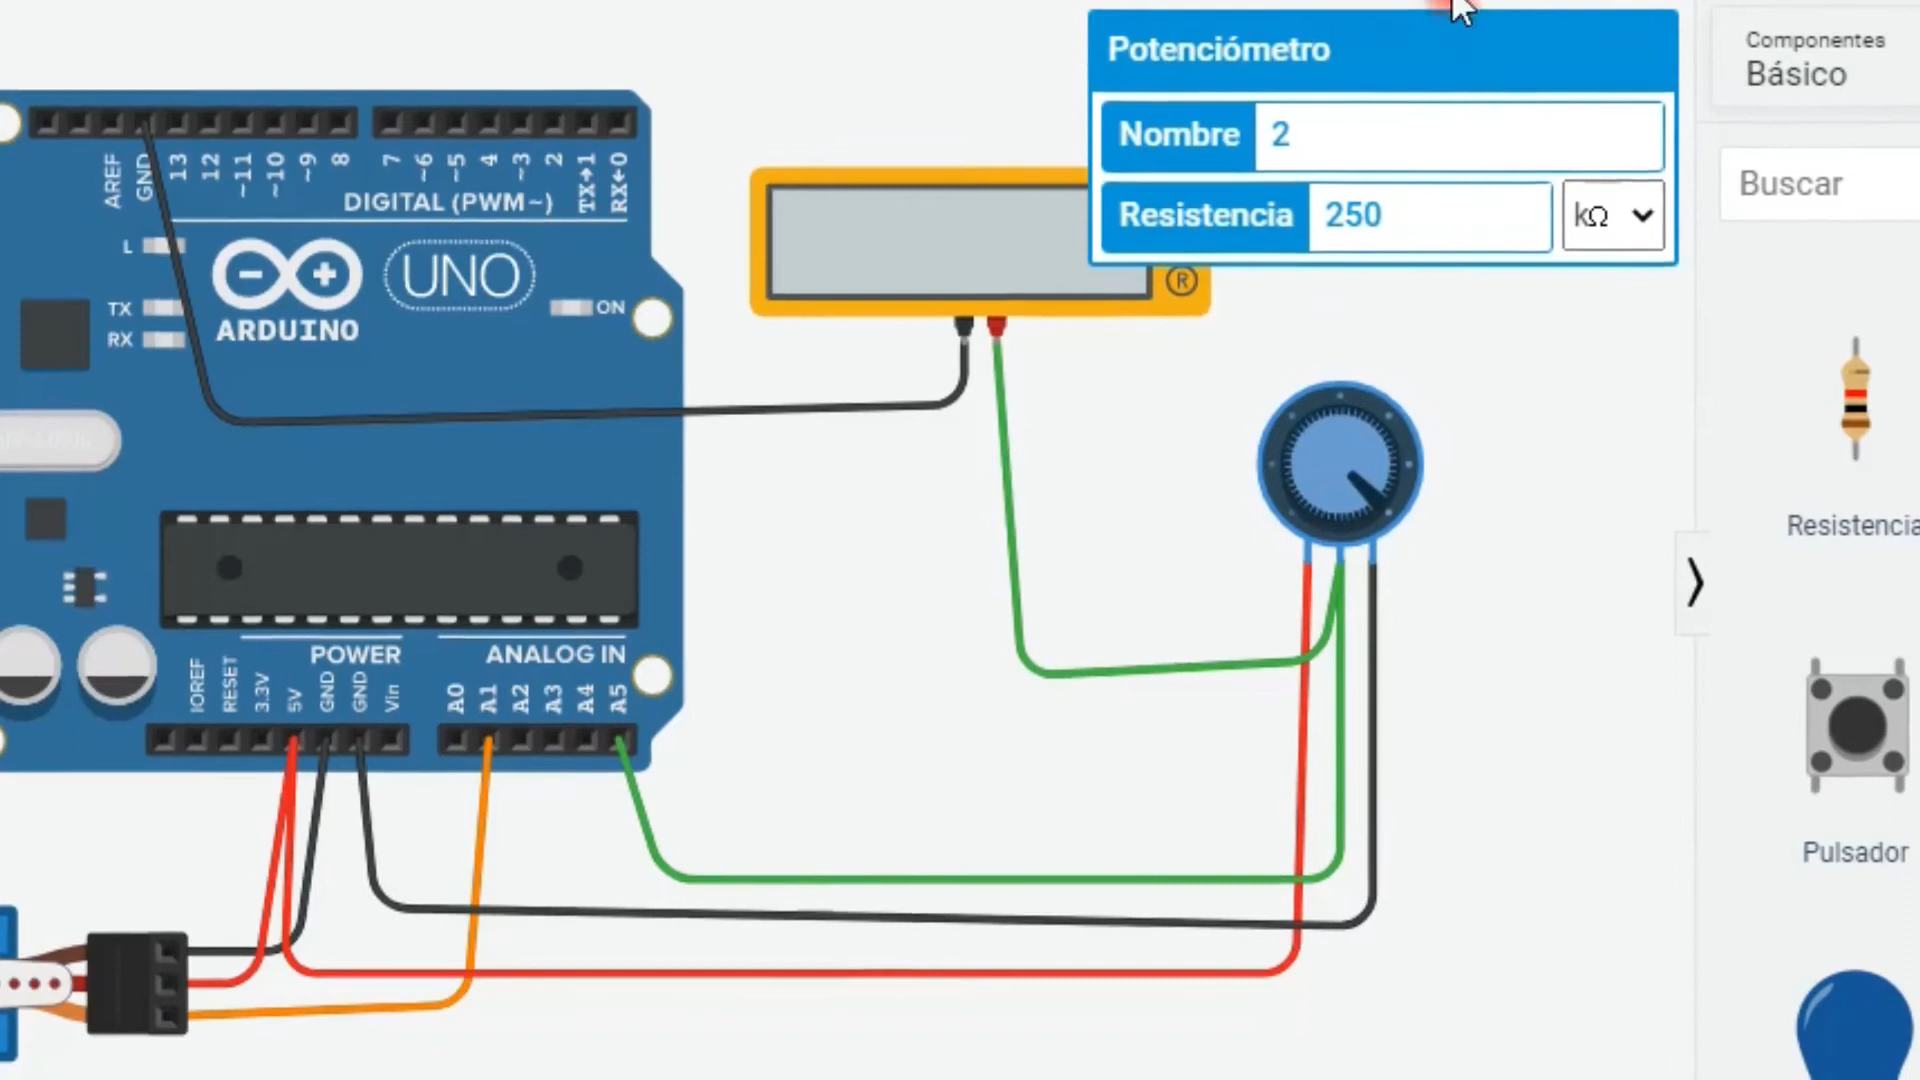 Potenciómetro
Nombre 2
Resistencia 250 kΩ
Componentes
Básico
Buscar
Resistencia
Pulsador
AREF
GND
13
12
~11
~10
~9
8
7
~6
~5
4
~3
2
TX→1
RX←0
DIGITAL (PWM~)
L
TX
RX
ARDUINO
UNO
ON
®
POWER
ANALOG IN
IOREF
RESET
3.3V
5V
GND
GND
Vin
A0
A1
A2
A3
A4
A5